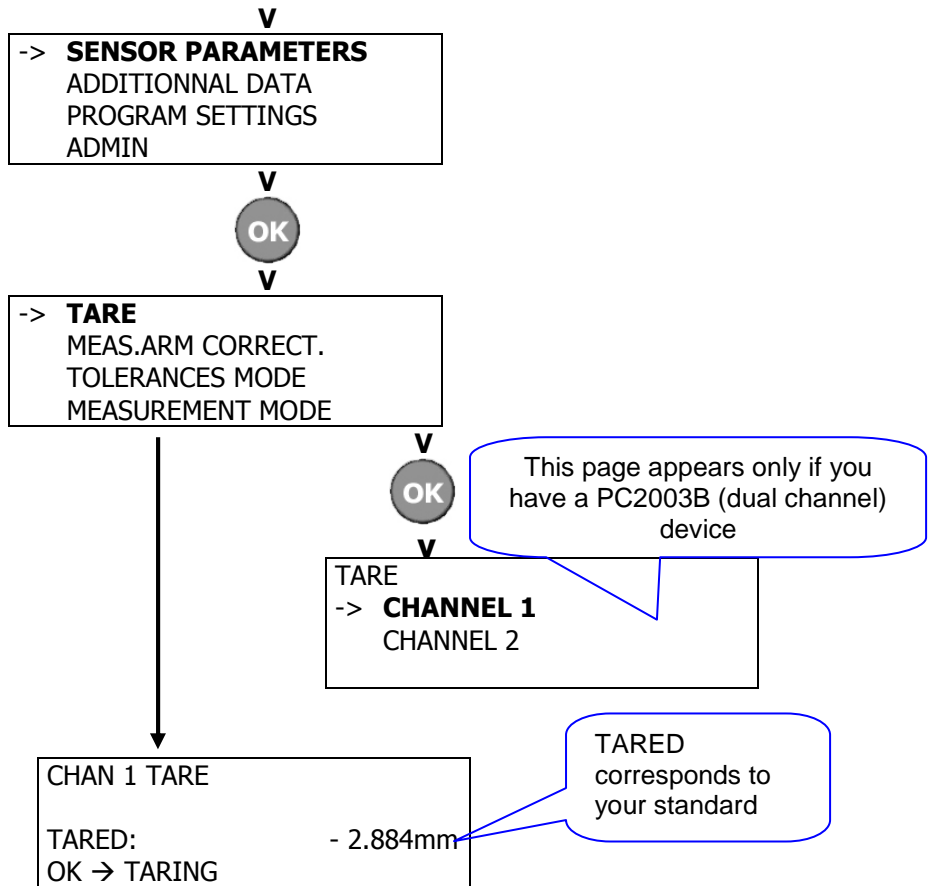 v
-> SENSOR PARAMETERS
ADDITIONNAL DATA
PROGRAM SETTINGS
ADMIN
v
OK
v
-> TARE
MEAS.ARM CORRECT.
TOLERANCES MODE
MEASUREMENT MODE
v
OK
v
This page appears only if you
have a PC2003B (dual channel)
device
TARE
-> CHANNEL 1
CHANNEL 2
TARED
corresponds to
your standard
CHAN 1 TARE
TARED: - 2.884mm
OK → TARING